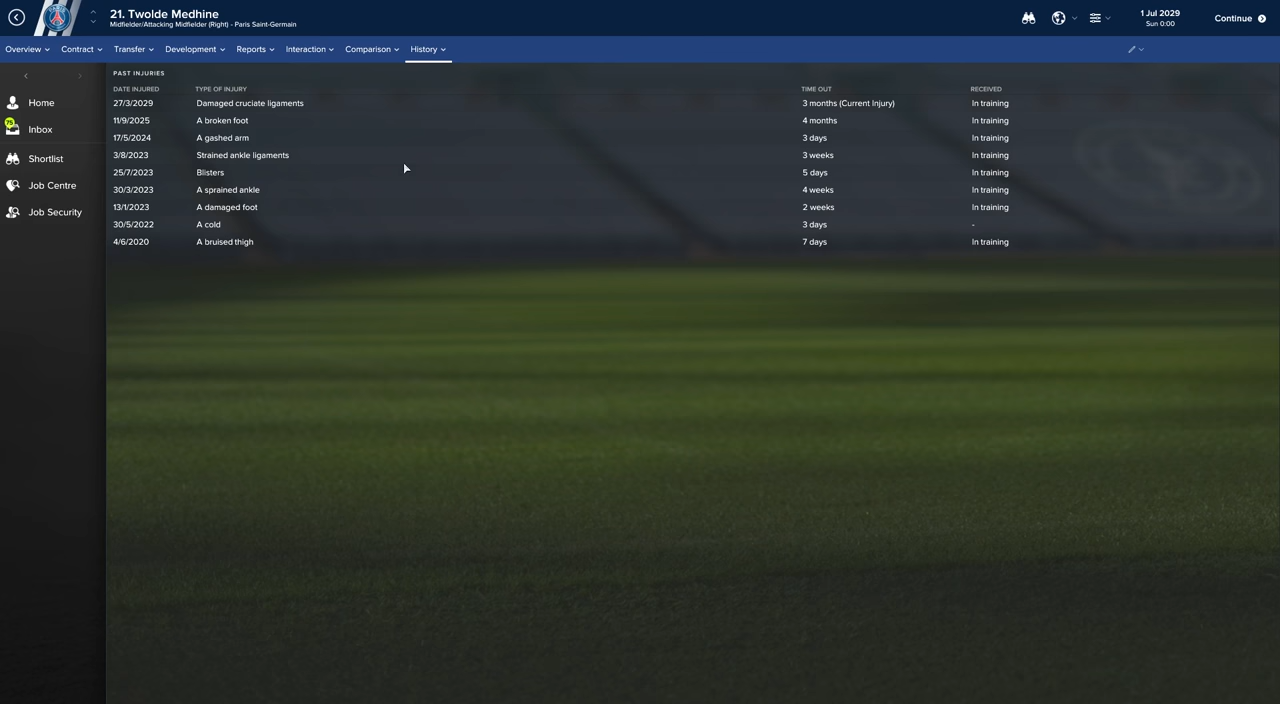 21. Twolde Medhine
Midfielder/Attacking Midfielder (Right) - Paris Saint-Germain
1 Jul 2029
Sun 0:00
Continue
Overview Contract Transfer Development Reports Interaction Comparison History
75
Home
Inbox
Shortlist
Job Centre
Job Security
PAST INJURIES
DATE INJURED TYPE OF INJURY TIME OUT RECEIVED
27/3/2029 Damaged cruciate ligaments 3 months (Current Injury) In training
11/9/2025 A broken foot 4 months In training
17/5/2024 A gashed arm 3 days In training
3/8/2023 Strained ankle ligaments 3 weeks In training
25/7/2023 Blisters 5 days In training
30/3/2023 A sprained ankle 4 weeks In training
13/1/2023 A damaged foot 2 weeks In training
30/5/2022 A cold 3 days -
4/6/2020 A bruised thigh 7 days In training